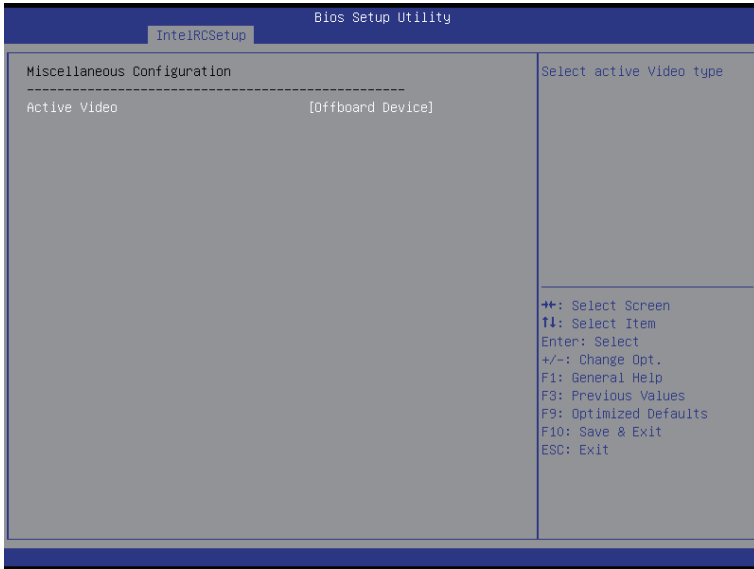 Bios Setup Utility
IntelRCSetup
Miscellaneous Configuration
--------------------------------------------------
Active Video [Offboard Device]
Select active Video type
→←: Select Screen
↑↓: Select Item
Enter: Select
+/-: Change Opt.
F1: General Help
F3: Previous Values
F9: Optimized Defaults
F10: Save & Exit
ESC: Exit